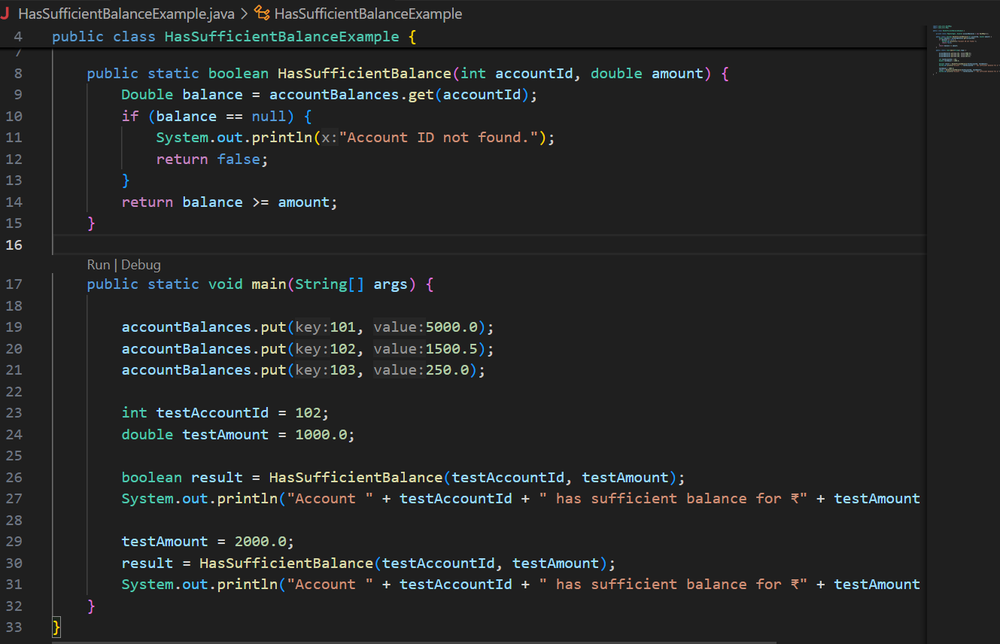 J HasSufficientBalanceExample.java > HasSufficientBalanceExample
4 public class HasSufficientBalanceExample {
7
8 public static boolean HasSufficientBalance(int accountId, double amount) {
9 Double balance = accountBalances.get(accountId);
10 if (balance == null) {
11 System.out.println(x:"Account ID not found.");
12 return false;
13 }
14 return balance >= amount;
15 }
16
Run | Debug
17 public static void main(String[] args) {
18
19 accountBalances.put(key:101, value:5000.0);
20 accountBalances.put(key:102, value:1500.5);
21 accountBalances.put(key:103, value:250.0);
22
23 int testAccountId = 102;
24 double testAmount = 1000.0;
25
26 boolean result = HasSufficientBalance(testAccountId, testAmount);
27 System.out.println("Account " + testAccountId + " has sufficient balance for ₹" + testAmount
28
29 testAmount = 2000.0;
30 result = HasSufficientBalance(testAccountId, testAmount);
31 System.out.println("Account " + testAccountId + " has sufficient balance for ₹" + testAmount
32 }
33 }